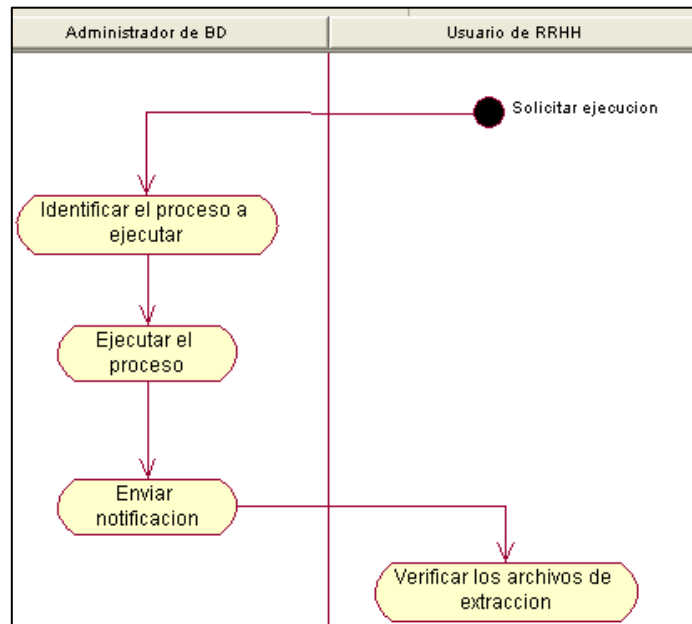 Administrador de BD
Usuario de RRHH
Solicitar ejecucion
Identificar el proceso a
ejecutar
Ejecutar el
proceso
Enviar
notificacion
Verificar los archivos de
extraccion